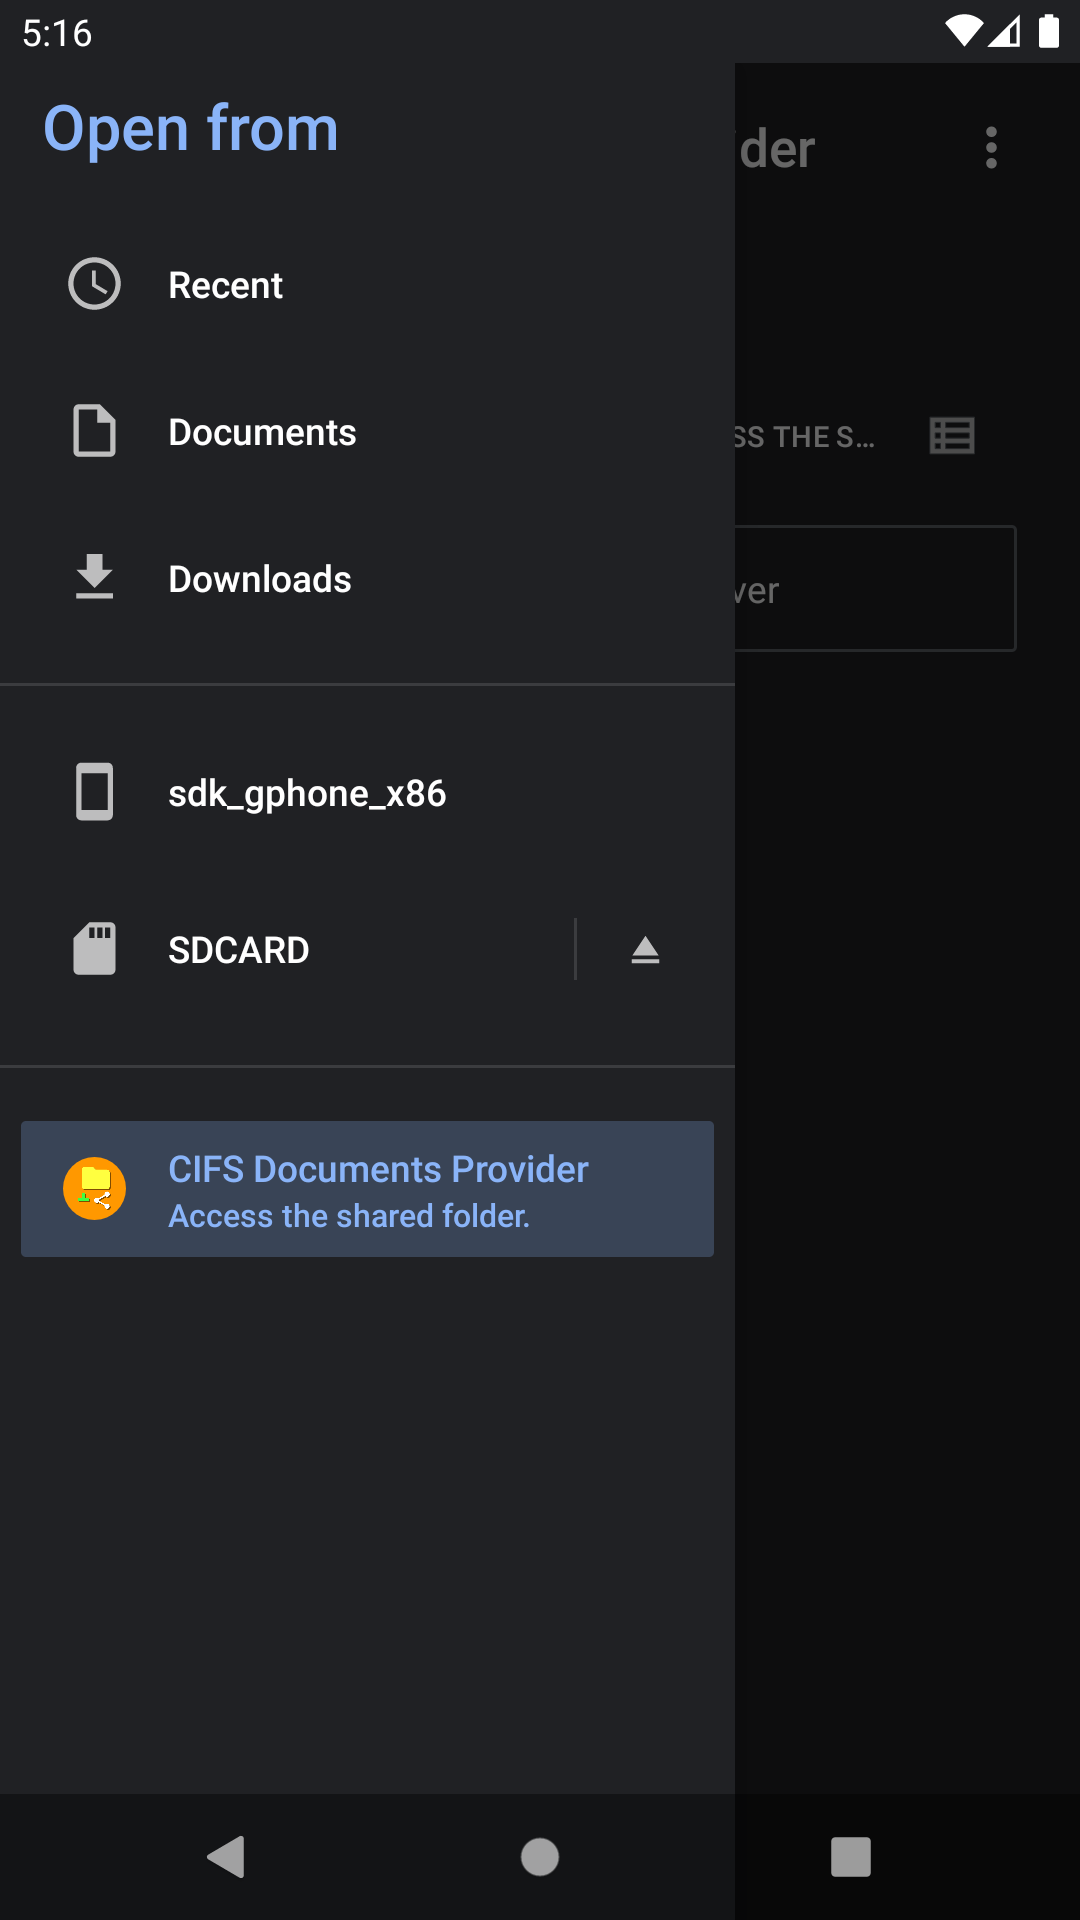 5:16
Open from
der
Recent
Documents
SS THE S…
Downloads
ver
sdk_gphone_x86
SDCARD
CIFS Documents Provider
Access the shared folder.